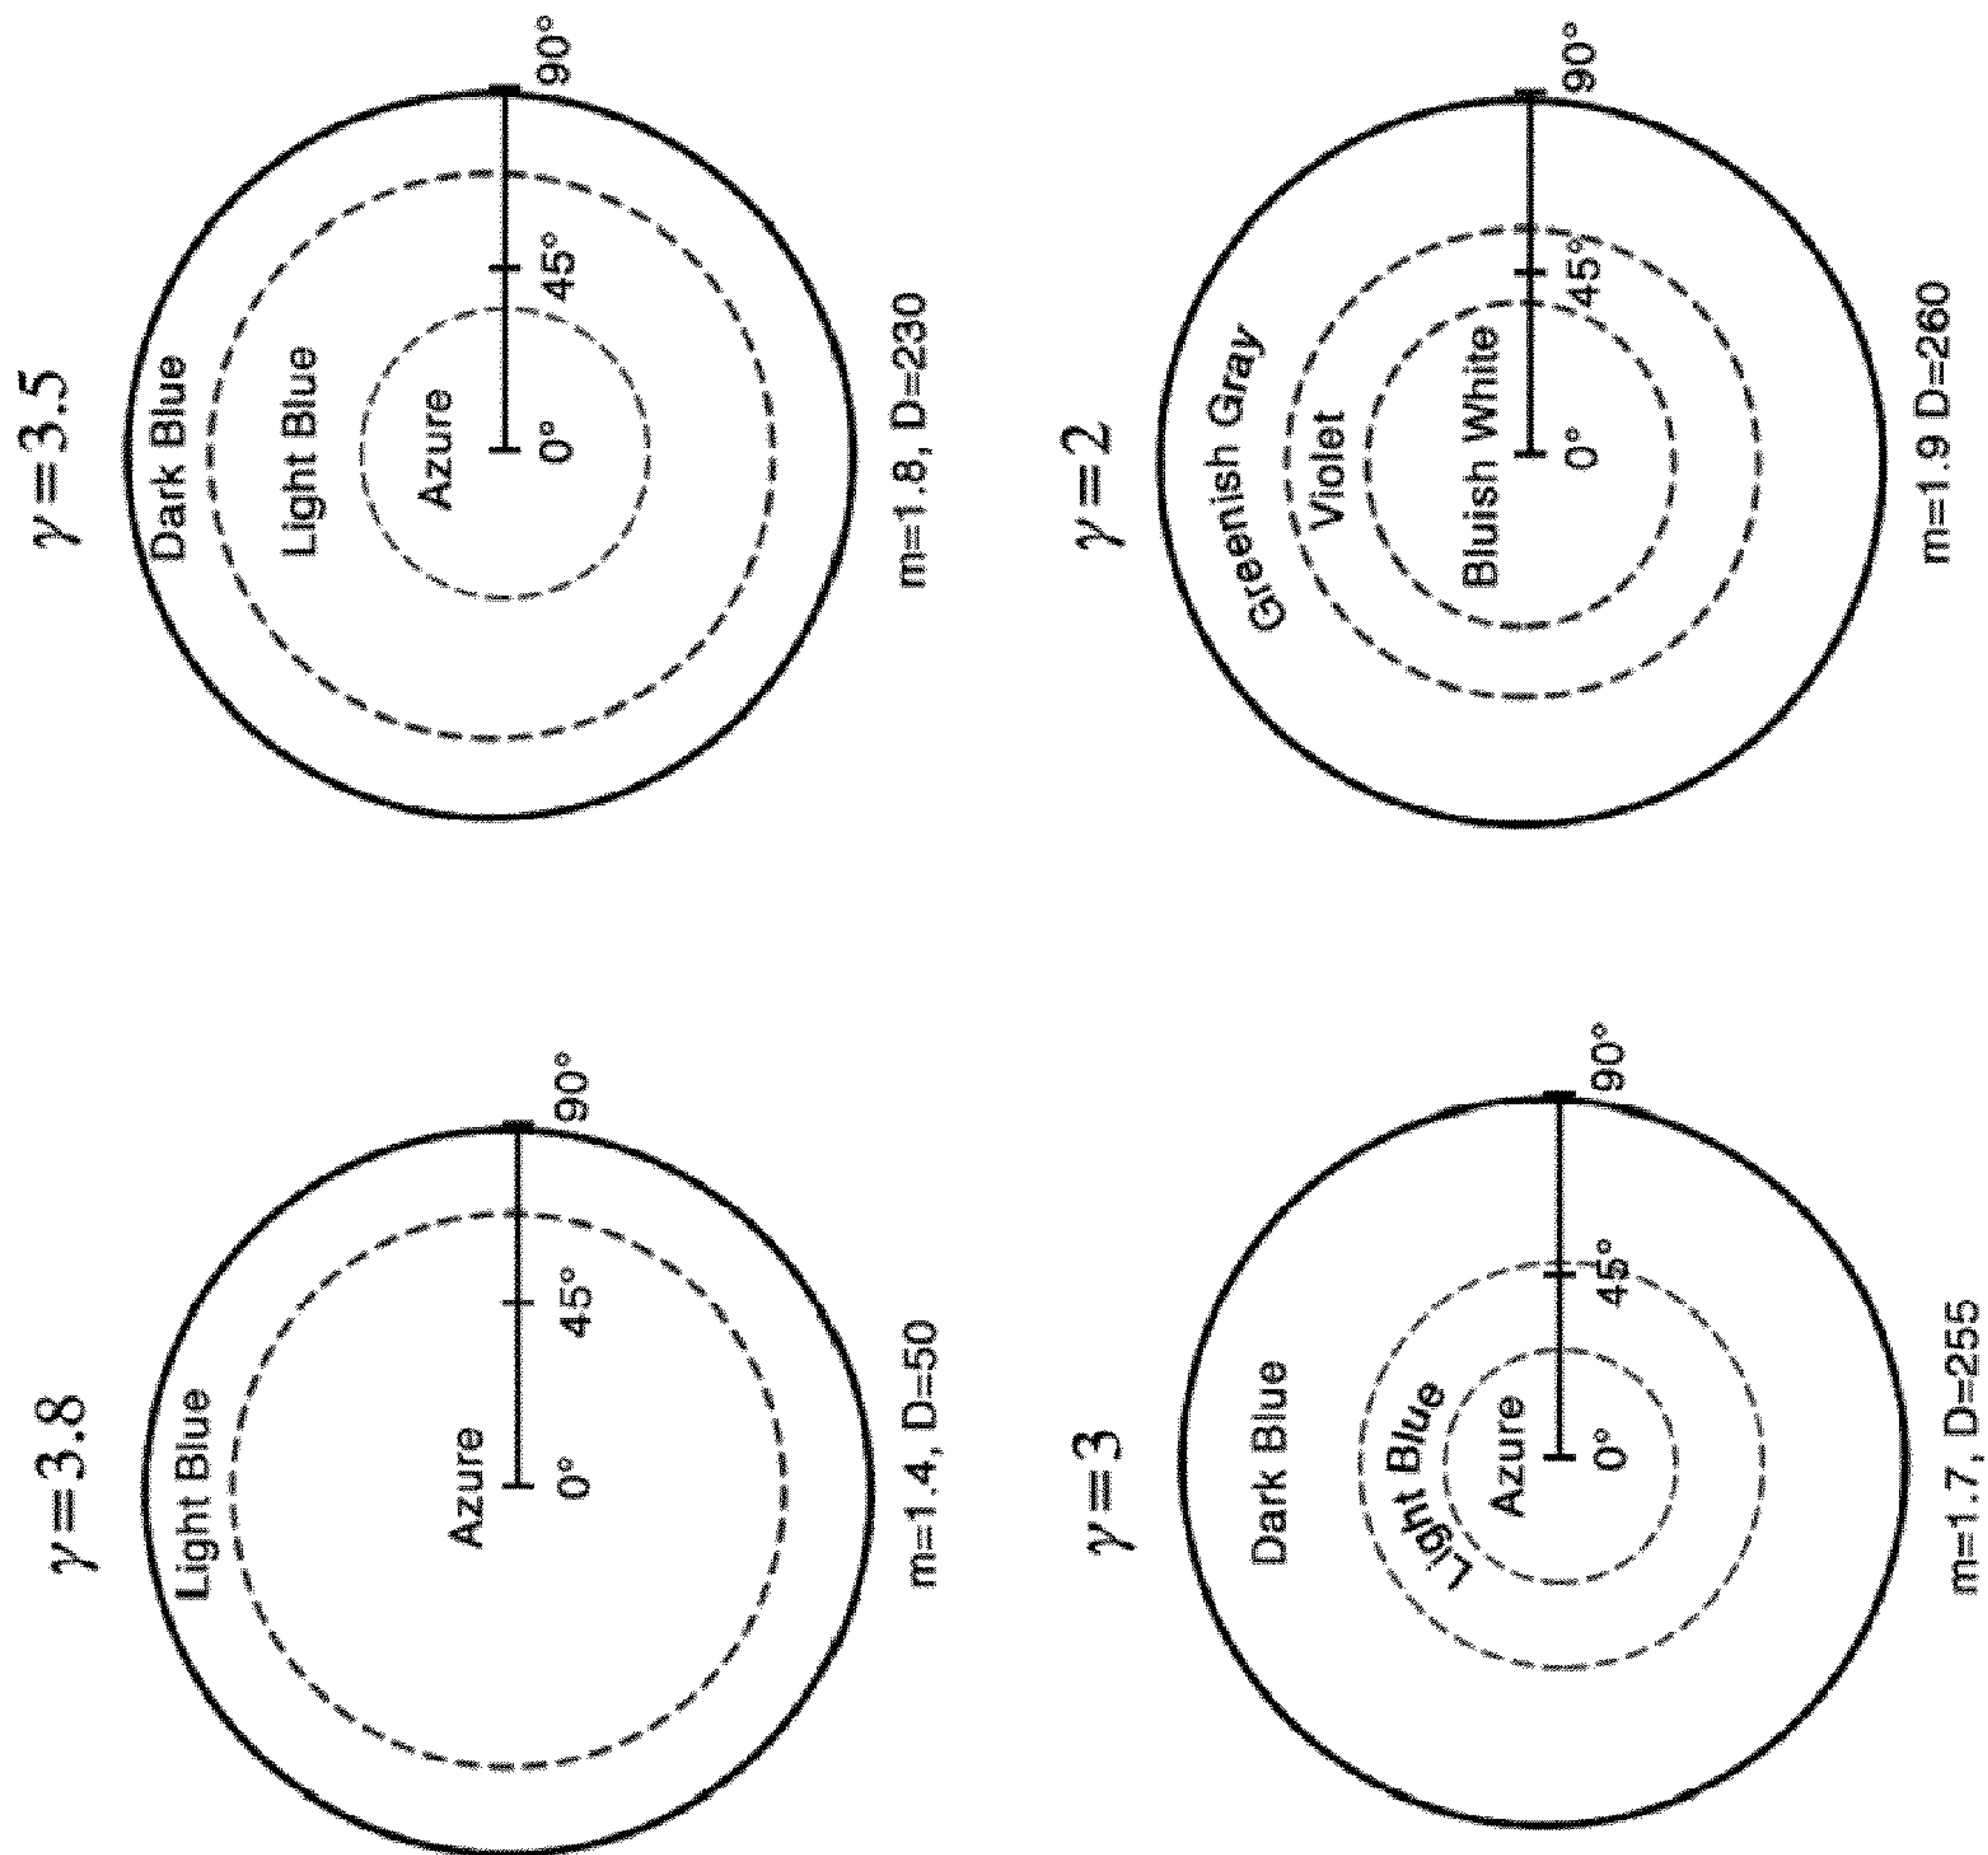 γ=3.8
Light Blue
Azure
0°
45°
90°
m=1.4, D=50
γ=3.5
Dark Blue
Light Blue
Azure
0°
45°
90°
m=1.8, D=230
γ=3
Dark Blue
Light Blue
Azure
0°
45°
90°
m=1.7, D=255
γ=2
Greenish Gray
Violet
Bluish White
0°
45°
90°
m=1.9 D=260